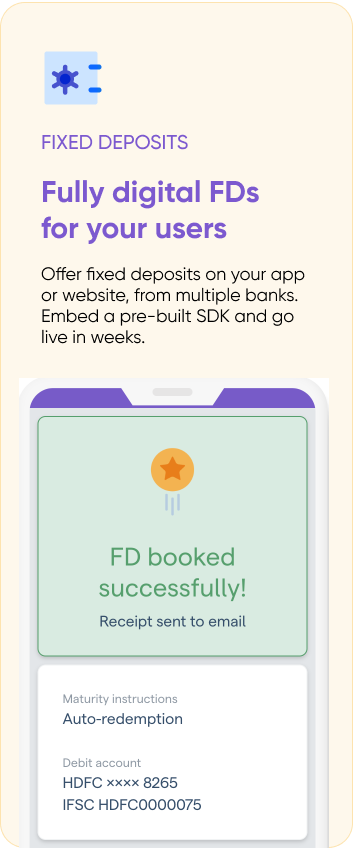 FIXED DEPOSITS
Fully digital FDs
for your users
Offer fixed deposits on your app
or website, from multiple banks.
Embed a pre-built SDK and go
live in weeks.
FD booked
successfully!
Receipt sent to email
Maturity instructions
Auto-redemption
Debit account
HDFC ×××× 8265
IFSC HDFC0000075